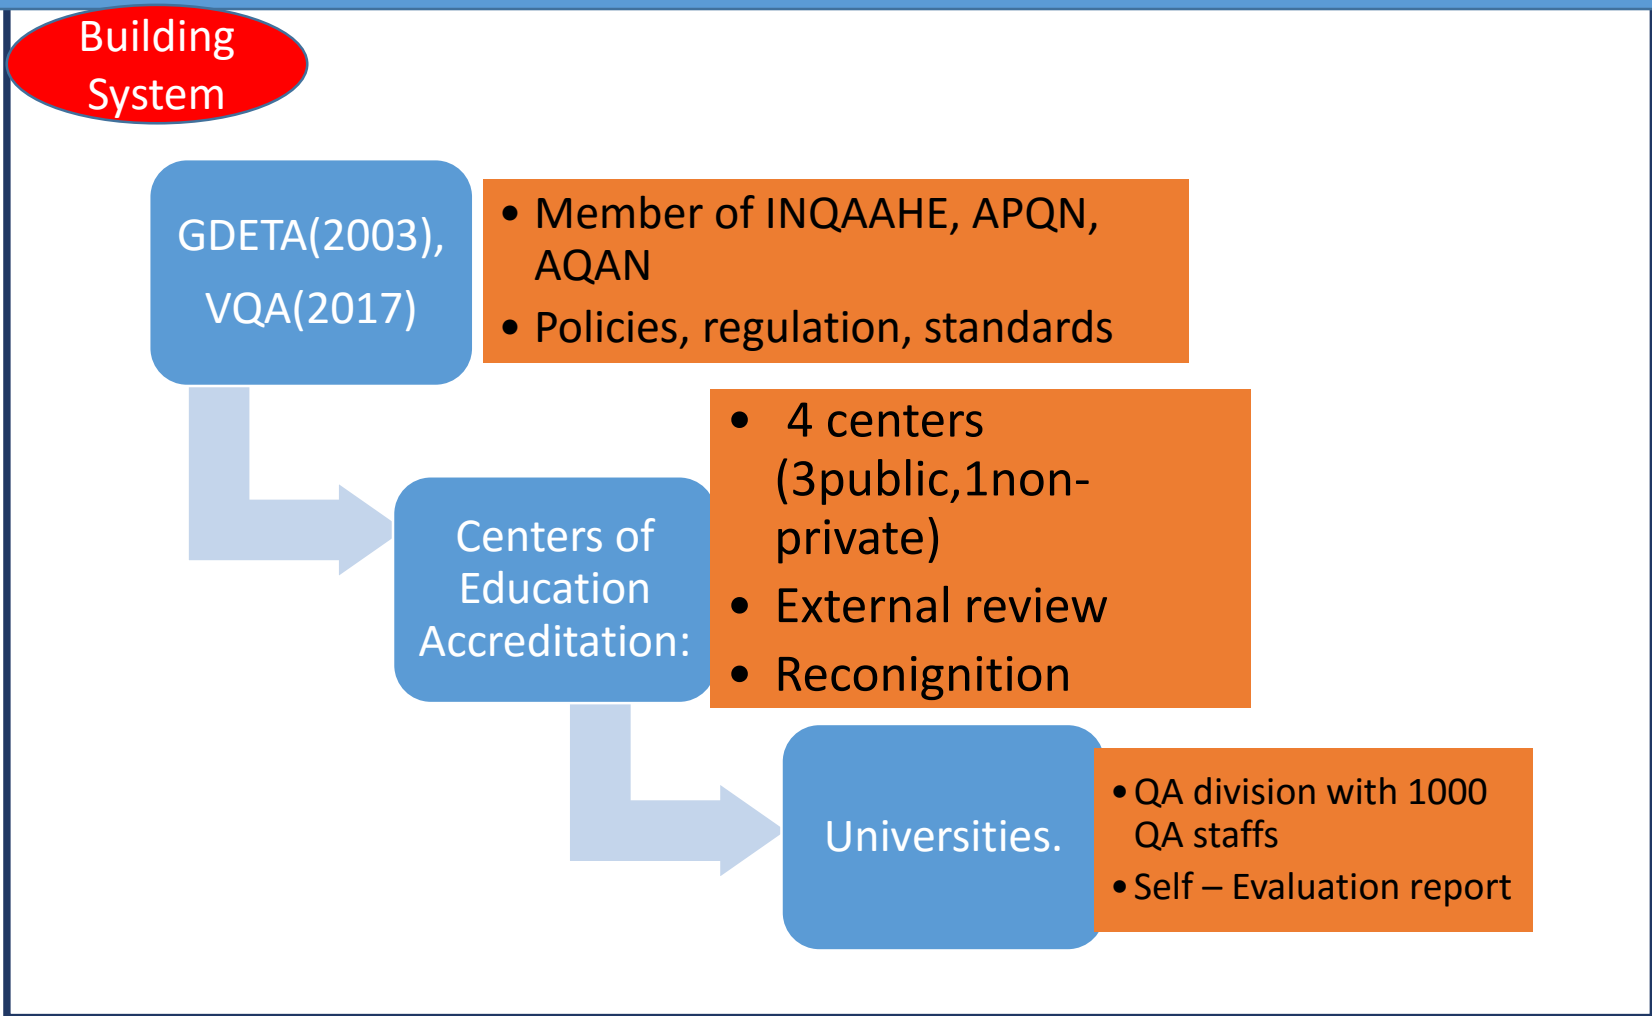 Building
System
GDETA(2003),
VQA(2017)
• Member of INQAAHE, APQN,
AQAN
• Policies, regulation, standards
Centers of
Education
Accreditation:
• 4 centers
(3public,1non-
private)
• External review
• Reconignition
Universities.
• QA division with 1000
QA staffs
• Self – Evaluation report